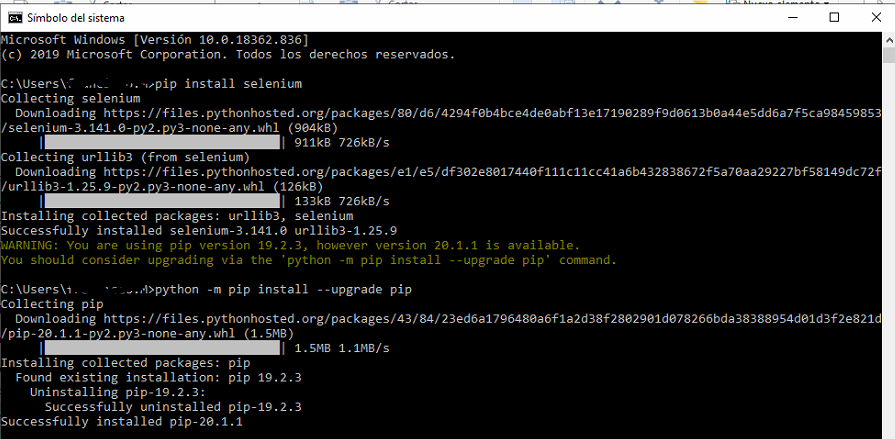 Símbolo del sistema
Microsoft Windows [Versión 10.0.18362.836]
(c) 2019 Microsoft Corporation. Todos los derechos reservados.
C:\Users\ >pip install selenium
Collecting selenium
Downloading https://files.pythonhosted.org/packages/80/d6/4294f0b4bce4de0abf13e17190289f9d0613b0a44e5dd6a7f5ca98459853
/selenium-3.141.0-py2.py3-none-any.whl (904kB)
| | 911kB 726kB/s
Collecting urllib3 (from selenium)
Downloading https://files.pythonhosted.org/packages/e1/e5/df302e8017440f111c11cc41a6b432838672f5a70aa29227bf58149dc72f
/urllib3-1.25.9-py2.py3-none-any.whl (126kB)
| | 133kB 726kB/s
Installing collected packages: urllib3, selenium
Successfully installed selenium-3.141.0 urllib3-1.25.9
WARNING: You are using pip version 19.2.3, however version 20.1.1 is available.
You should consider upgrading via the 'python -m pip install --upgrade pip' command.
C:\Users\ >python -m pip install --upgrade pip
Collecting pip
Downloading https://files.pythonhosted.org/packages/43/84/23ed6a1796480a6f1a2d38f2802901d078266bda38388954d01d3f2e821d
/pip-20.1.1-py2.py3-none-any.whl (1.5MB)
| | 1.5MB 1.1MB/s
Installing collected packages: pip
Found existing installation: pip 19.2.3
Uninstalling pip-19.2.3:
Successfully uninstalled pip-19.2.3
Successfully installed pip-20.1.1